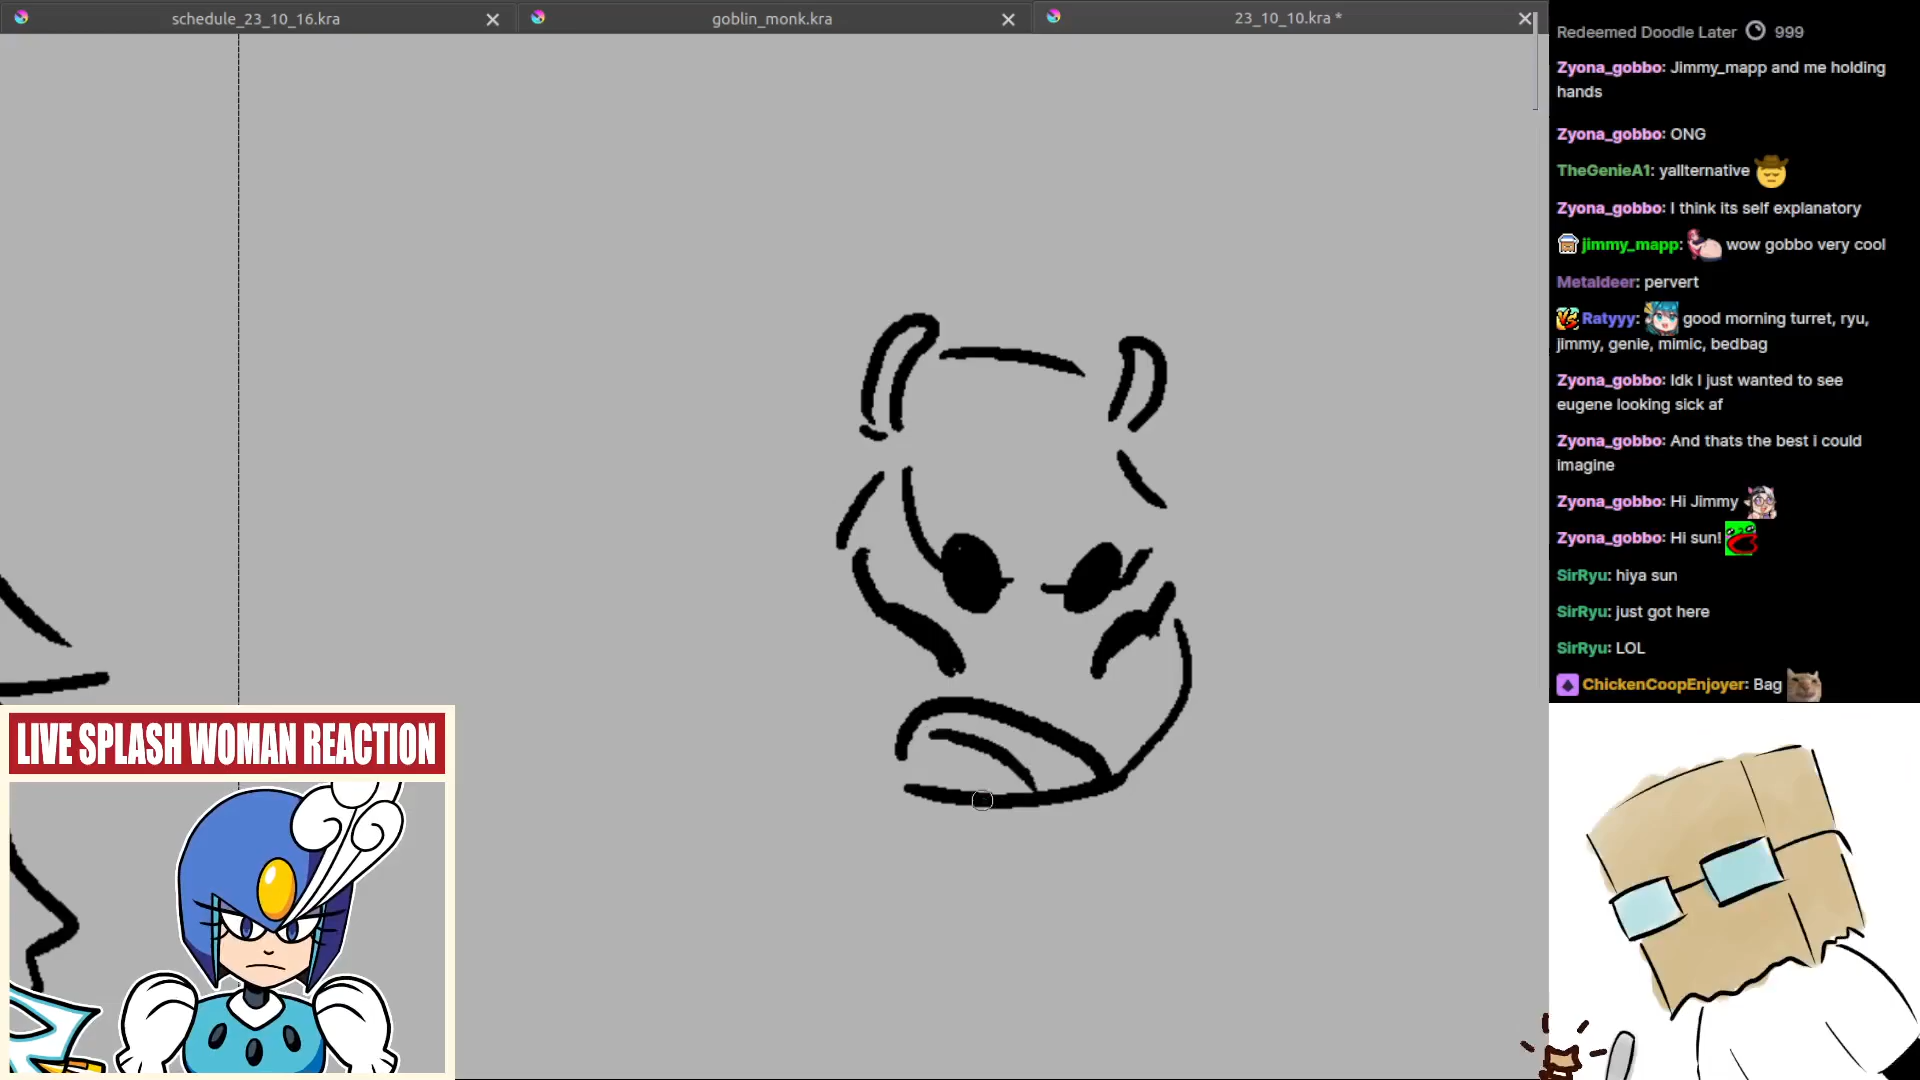 schedule_23_10_16.kra
goblin_monk.kra
23_10_10.kra *
Redeemed Doodle Later 999
Zyona_gobbo: Jimmy_mapp and me holding
hands
Zyona_gobbo: ONG
TheGenieA1: yallternative
Zyona_gobbo: I think its self explanatory
jimmy_mapp: wow gobbo very cool
Metaldeer: pervert
Ratyyy: good morning turret, ryu,
jimmy, genie, mimic, bedbag
Zyona_gobbo: Idk I just wanted to see
eugene looking sick af
Zyona_gobbo: And thats the best i could
imagine
Zyona_gobbo: Hi Jimmy
Zyona_gobbo: Hi sun!
SirRyu: hiya sun
SirRyu: just got here
SirRyu: LOL
ChickenCoopEnjoyer: Bag
LIVE SPLASH WOMAN REACTION